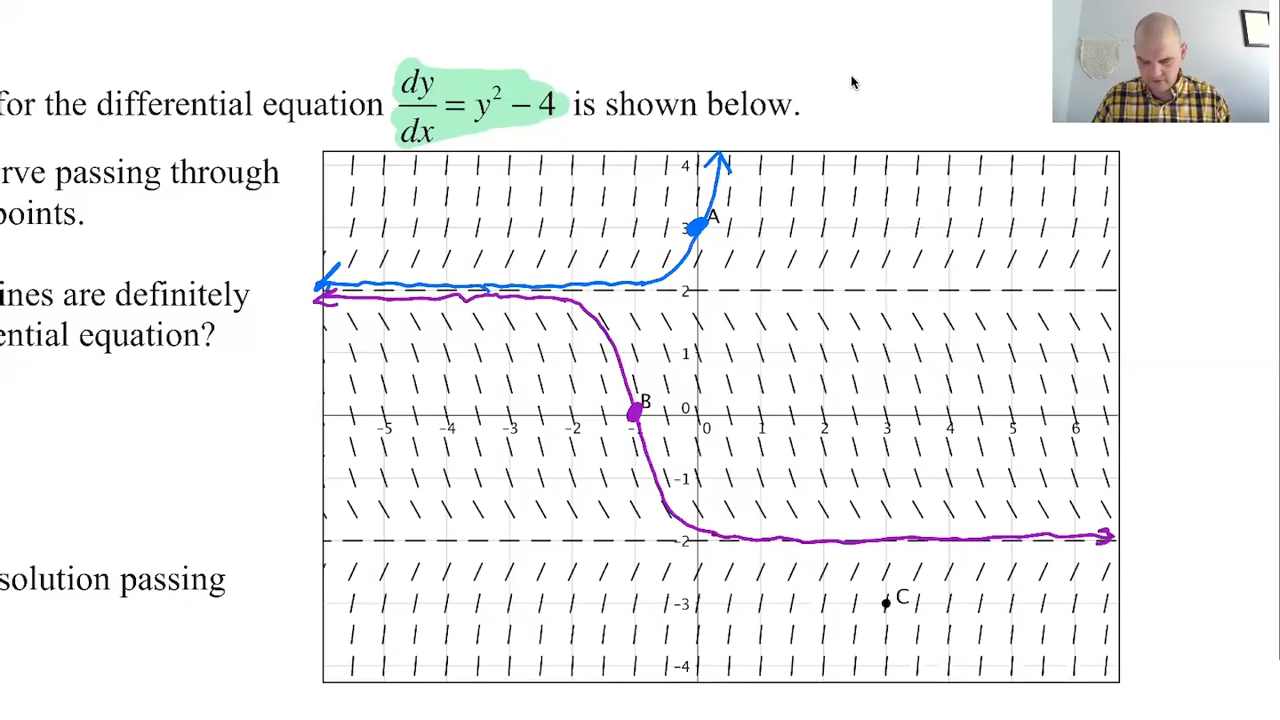 for the differential equation dy/dx = y² − 4 is shown below.
rve passing through
points.
ines are definitely
ential equation?
solution passing
4
3
A
2
1
B
0
-5 -4 -3 -2 -1 0 1 2 3 4 5 6
-1
-2
C
-3
-4